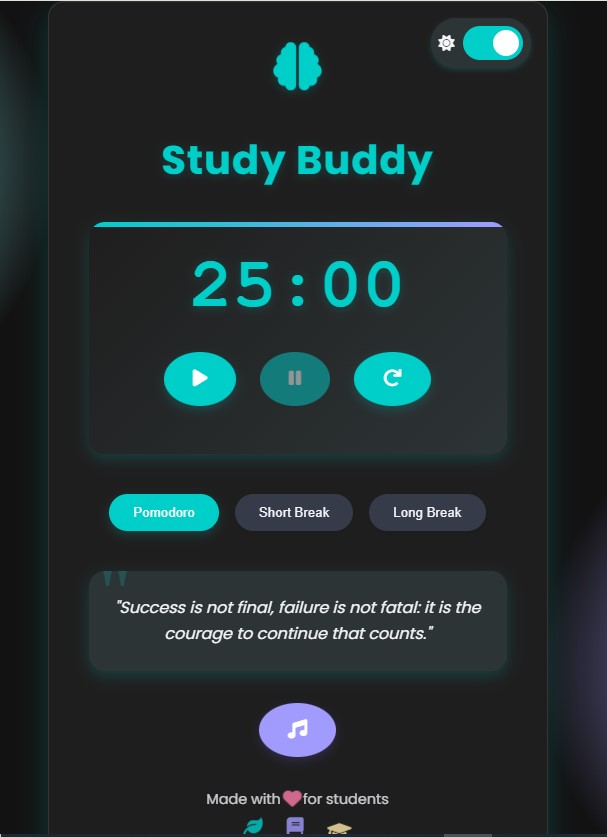 Study Buddy
25:00
Pomodoro Short Break Long Break
"Success is not final, failure is not fatal: it is the
courage to continue that counts."
Made with for students